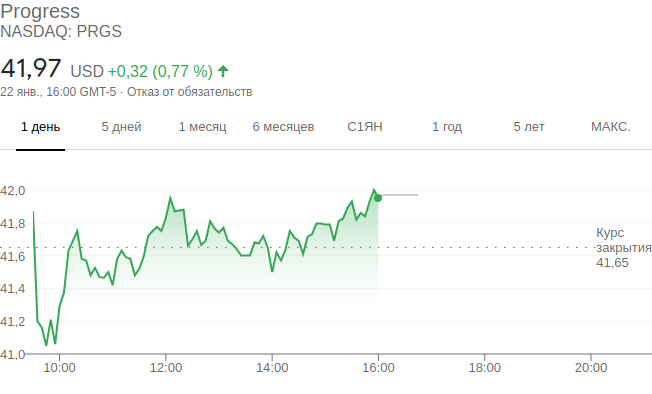 Progress
NASDAQ: PRGS
41,97 USD +0,32 (0,77 %)
22 янв., 16:00 GMT-5 · Отказ от обязательств
1 день 5 дней 1 месяц 6 месяцев С1ЯН 1 год 5 лет МАКС.
42,0
41,8
41,6
41,4
41,2
41,0
Курс
закрытия
41,65
10:00 12:00 14:00 16:00 18:00 20:00